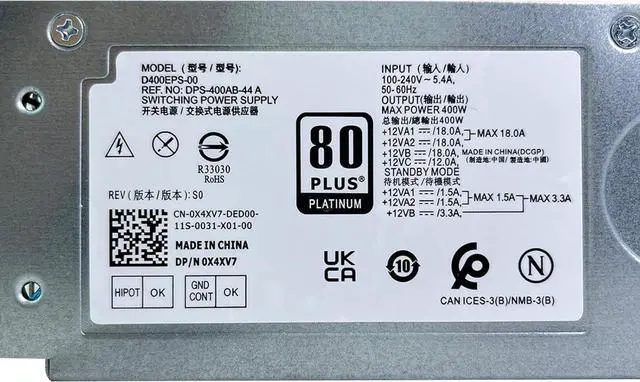 MODEL (型号 / 型號) :
D400EPS-00
REF. NO: DPS-400AB-44 A
SWITCHING POWER SUPPLY
开关电源 / 交換式電源供应器
R33030
RoHS
REV (版本 / 版本) : S0
CN-0X4XV7-DED00-
11S-0031-X01-00
MADE IN CHINA
DP/N 0X4XV7
HIPOT OK
GND CONT OK
80
PLUS®
PLATINUM
INPUT (输入 / 輸入)
100-240V ~ 5.4A,
50-60Hz
OUTPUT(输出 / 輸出)
MAX POWER 400W
总输出/總輸出400W
+12VA1 ⎓ /18.0A,
+12VA2 ⎓ /18.0A,
MAX 18.0A
+12VB ⎓ /18.0A,
+12VC ⎓ /12.0A
MADE IN CHINA(DCGP)
(制造地: 中国/ 製造地: 中國)
STANDBY MODE
待机模式 / 待機模式
+12VA1 ⎓ /1.5A,
+12VA2 ⎓ /1.5A,
MAX 1.5A
+12VB ⎓ /3.3A,
MAX 3.3A
UK
CA
10
N
CAN ICES-3(B)/NMB-3(B)